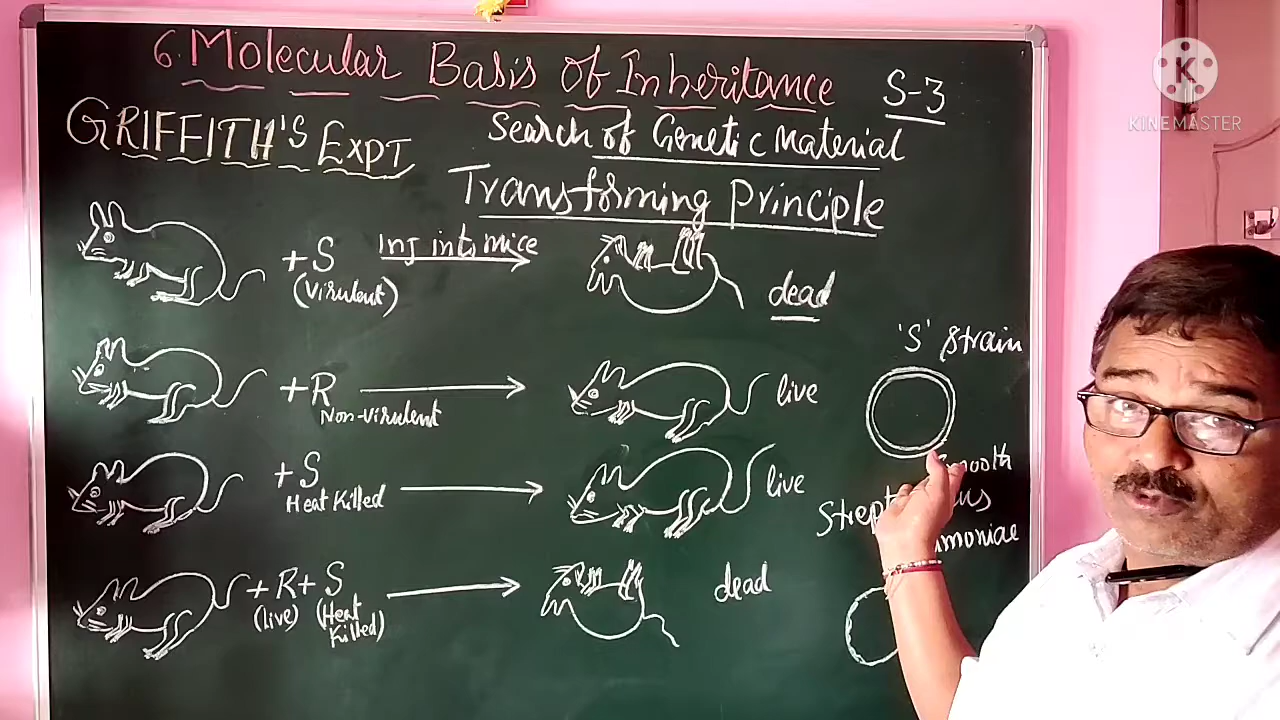 6. Molecular Basis of Inheritance
S-3
GRIFFITH'S EXPT
Search of Genetic Material
Transforming Principle
+ S
(Virulent)
Inj into mice
dead
+ R
Non-virulent
live
+ S
Heat Killed
live
+ R + S
(live) (Heat Killed)
dead
'S' strain
Smooth
K
KINEMASTER